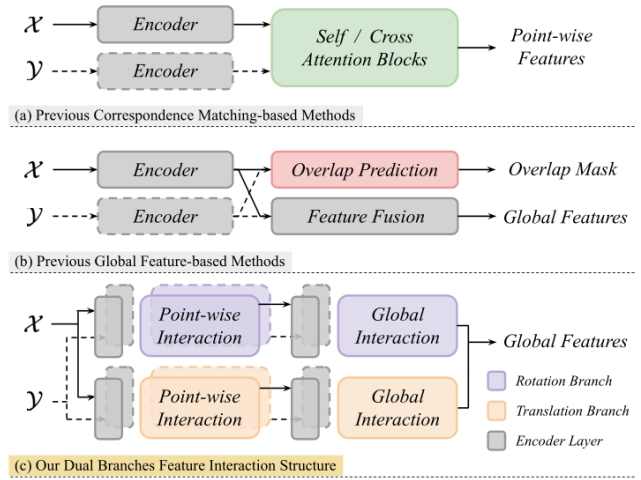 𝒳 Encoder Self / Cross Attention Blocks Point-wise Features
𝒴 Encoder
(a) Previous Correspondence Matching-based Methods
𝒳 Encoder Overlap Prediction Overlap Mask
𝒴 Encoder Feature Fusion Global Features
(b) Previous Global Feature-based Methods
𝒳 Point-wise Interaction Global Interaction
Global Features
𝒴 Point-wise Interaction Global Interaction
Rotation Branch
Translation Branch
Encoder Layer
(c) Our Dual Branches Feature Interaction Structure